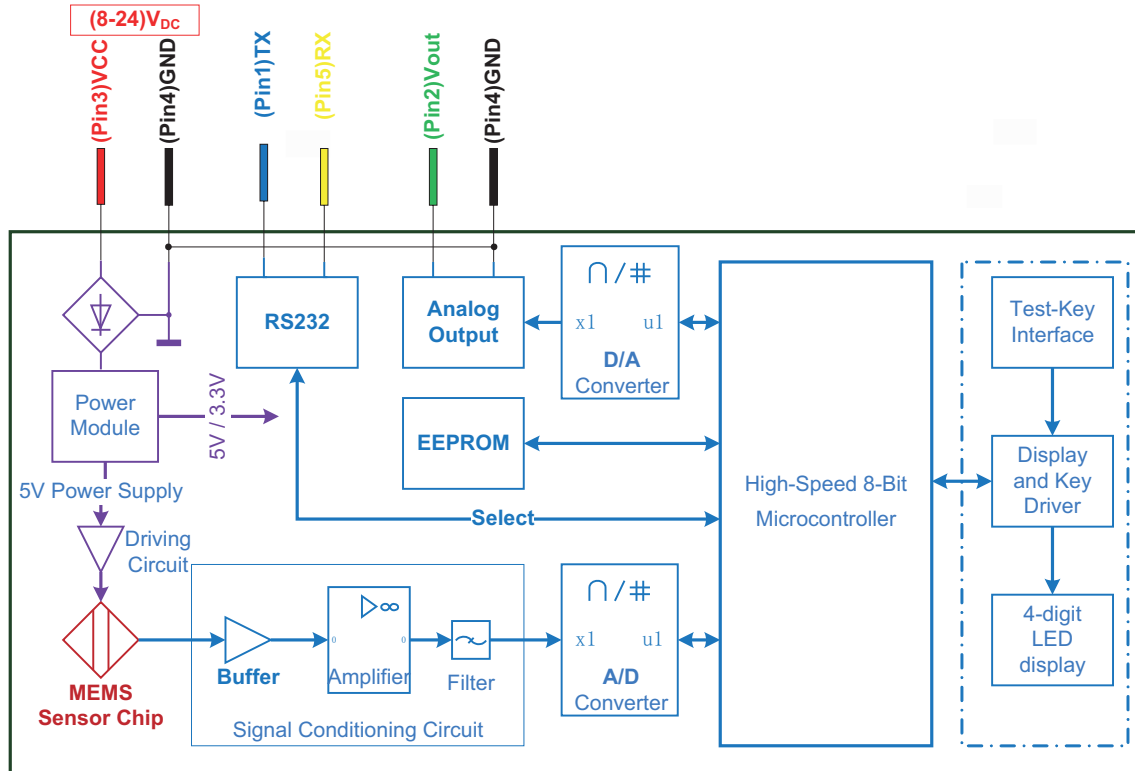 (8-24)VDC
(Pin3)VCC
(Pin4)GND
(Pin1)TX
(Pin5)RX
(Pin2)Vout
(Pin4)GND
RS232
Analog
Output
∩/#
x1 u1
D/A
Converter
Test-Key
Interface
Power
Module
5V / 3.3V
EEPROM
High-Speed 8-Bit
Microcontroller
Display
and Key
Driver
5V Power Supply
Select
Driving
Circuit
MEMS
Sensor Chip
Buffer
▷∞
0 0
Amplifier
Filter
Signal Conditioning Circuit
∩/#
x1 u1
A/D
Converter
4-digit
LED
display